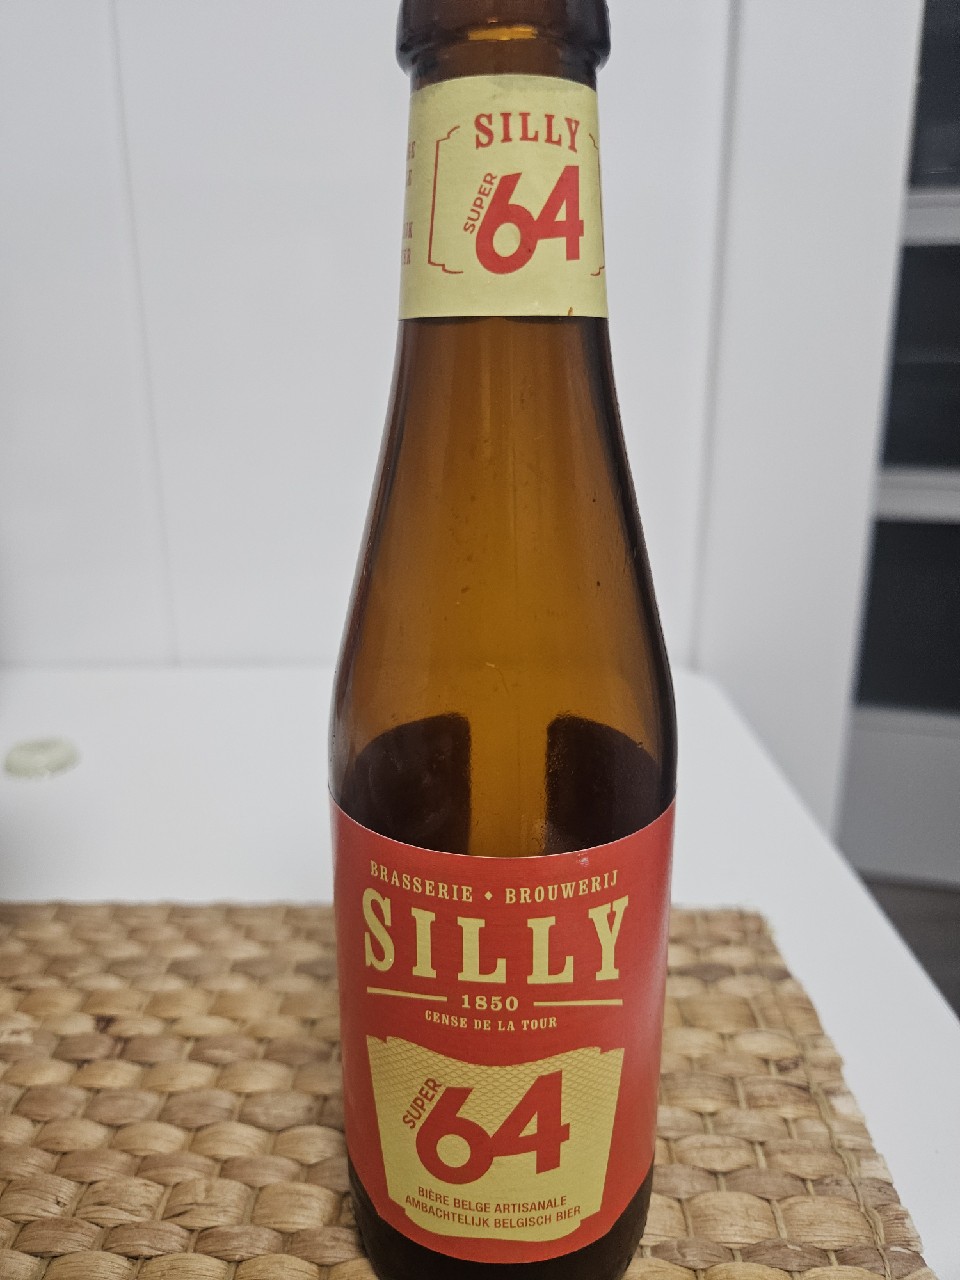 SILLY
SUPER
64
BRASSERIE ◆ BROUWERIJ
SILLY
1850
CENSE DE LA TOUR
SUPER
64
BIÈRE BELGE ARTISANALE
AMBACHTELIJK BELGISCH BIER